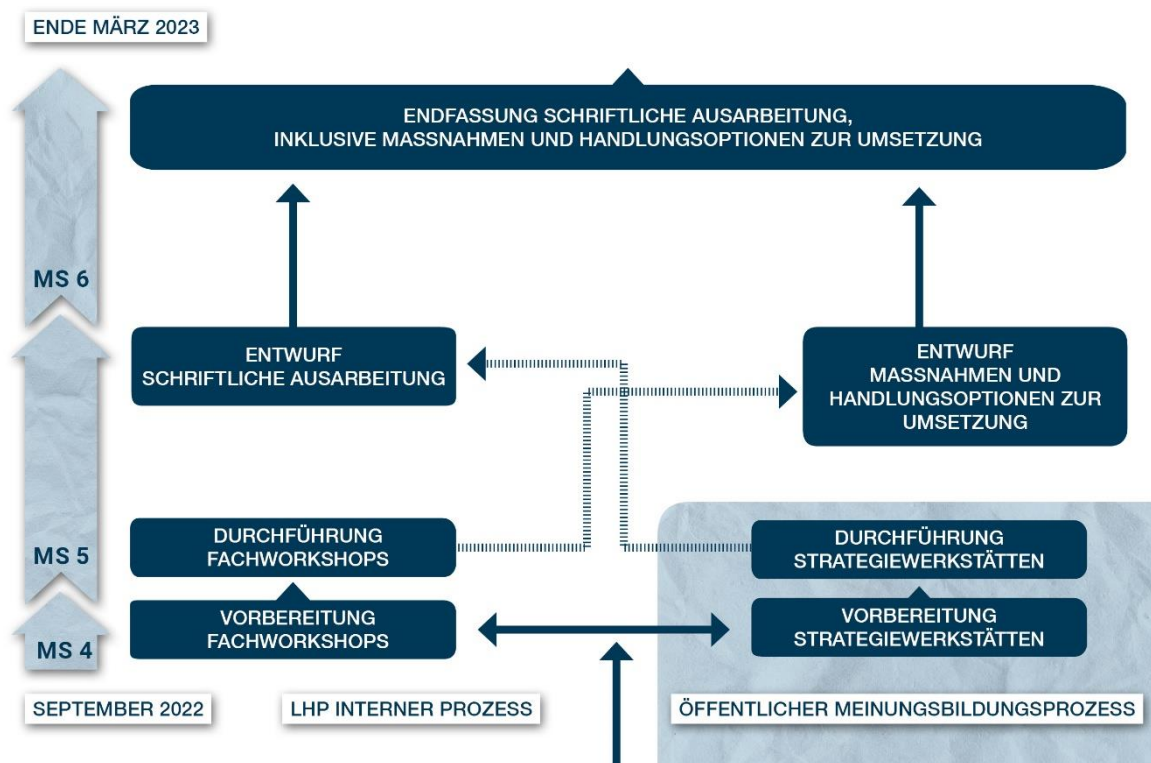 ENDE MÄRZ 2023
ENDFASSUNG SCHRIFTLICHE AUSARBEITUNG,
INKLUSIVE MASSNAHMEN UND HANDLUNGSOPTIONEN ZUR UMSETZUNG
MS 6
ENTWURF
SCHRIFTLICHE AUSARBEITUNG
ENTWURF
MASSNAHMEN UND
HANDLUNGSOPTIONEN ZUR
UMSETZUNG
MS 5
DURCHFÜHRUNG
FACHWORKSHOPS
DURCHFÜHRUNG
STRATEGIEWERKSTÄTTEN
MS 4
VORBEREITUNG
FACHWORKSHOPS
VORBEREITUNG
STRATEGIEWERKSTÄTTEN
SEPTEMBER 2022
LHP INTERNER PROZESS
ÖFFENTLICHER MEINUNGSBILDUNGSPROZESS